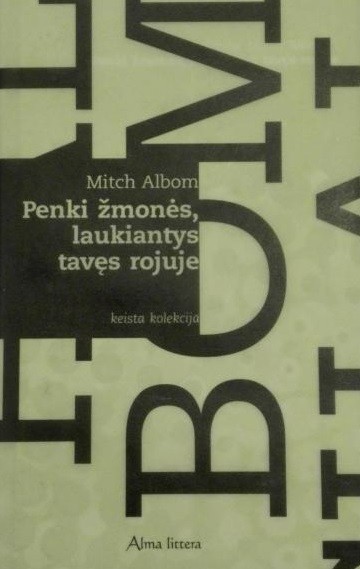 Mitch Albom
Penki žmonės,
laukiantys
tavęs rojuje
keista kolekcija
Alma littera